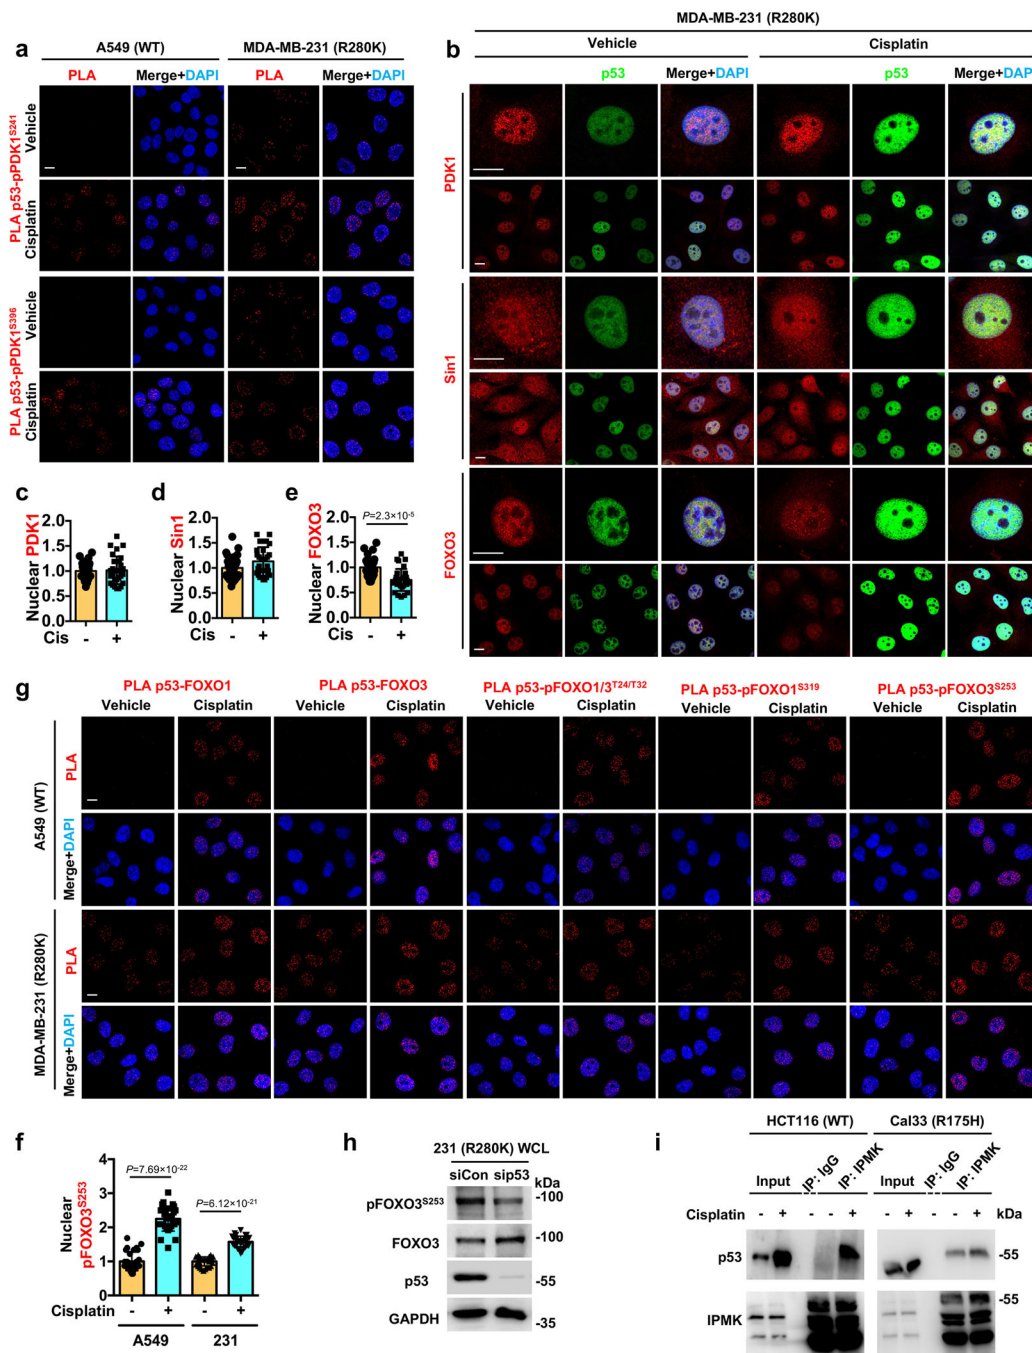 a
A549 (WT) MDA-MB-231 (R280K)
PLA Merge+DAPI PLA Merge+DAPI
PLA p53-pPDK1S241
Vehicle
Cisplatin
PLA p53-pPDK1S396
Vehicle
Cisplatin
b
MDA-MB-231 (R280K)
Vehicle Cisplatin
p53 Merge+DAPI p53 Merge+DAPI
PDK1
Sin1
FOXO3
c
Nuclear PDK1
2.0
1.5
1.0
0.5
0.0
Cis - +
d
Nuclear Sin1
2.0
1.5
1.0
0.5
0.0
Cis - +
e
Nuclear FOXO3
P=2.3×10-5
2.0
1.5
1.0
0.5
0.0
Cis - +
g
PLA p53-FOXO1 PLA p53-FOXO3 PLA p53-pFOXO1/3T24/T32 PLA p53-pFOXO1S319 PLA p53-pFOXO3S253
Vehicle Cisplatin Vehicle Cisplatin Vehicle Cisplatin Vehicle Cisplatin Vehicle Cisplatin
A549 (WT)
PLA
Merge+DAPI
MDA-MB-231 (R280K)
PLA
Merge+DAPI
f
Nuclear
pFOXO3S253
P=7.69×10-22
P=6.12×10-21
4
3
2
1
0
Cisplatin - + - +
A549 231
h
231 (R280K) WCL
siCon sip53
kDa
pFOXO3S253 -100
FOXO3 -100
p53 -55
GAPDH -35
i
HCT116 (WT) Cal33 (R175H)
Input IP: IgG IP: IPMK Input IP: IgG IP: IPMK
Cisplatin - + - + - + - + kDa
p53 -55
IPMK -55